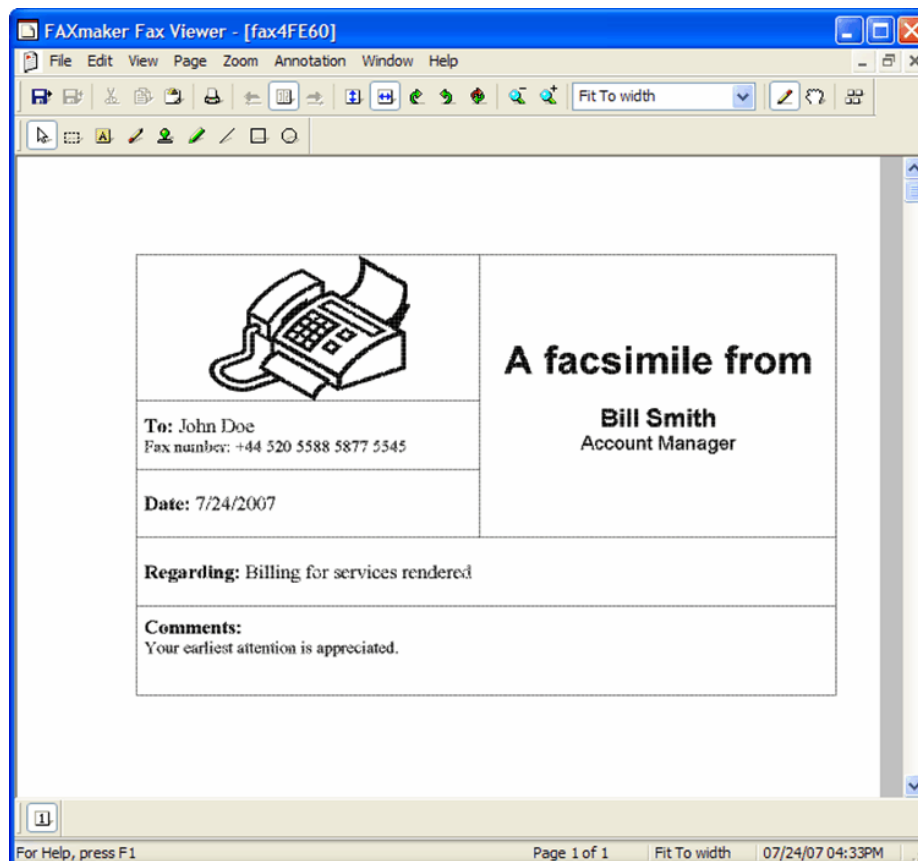 FAXmaker Fax Viewer - [fax4FE60]
File Edit View Page Zoom Annotation Window Help
Fit To width
A
A facsimile from
Bill Smith
Account Manager
To: John Doe
Fax number: +44 520 5588 5877 5545
Date: 7/24/2007
Regarding: Billing for services rendered
Comments:
Your earliest attention is appreciated.
1
For Help, press F1 Page 1 of 1 Fit To width 07/24/07 04:33PM